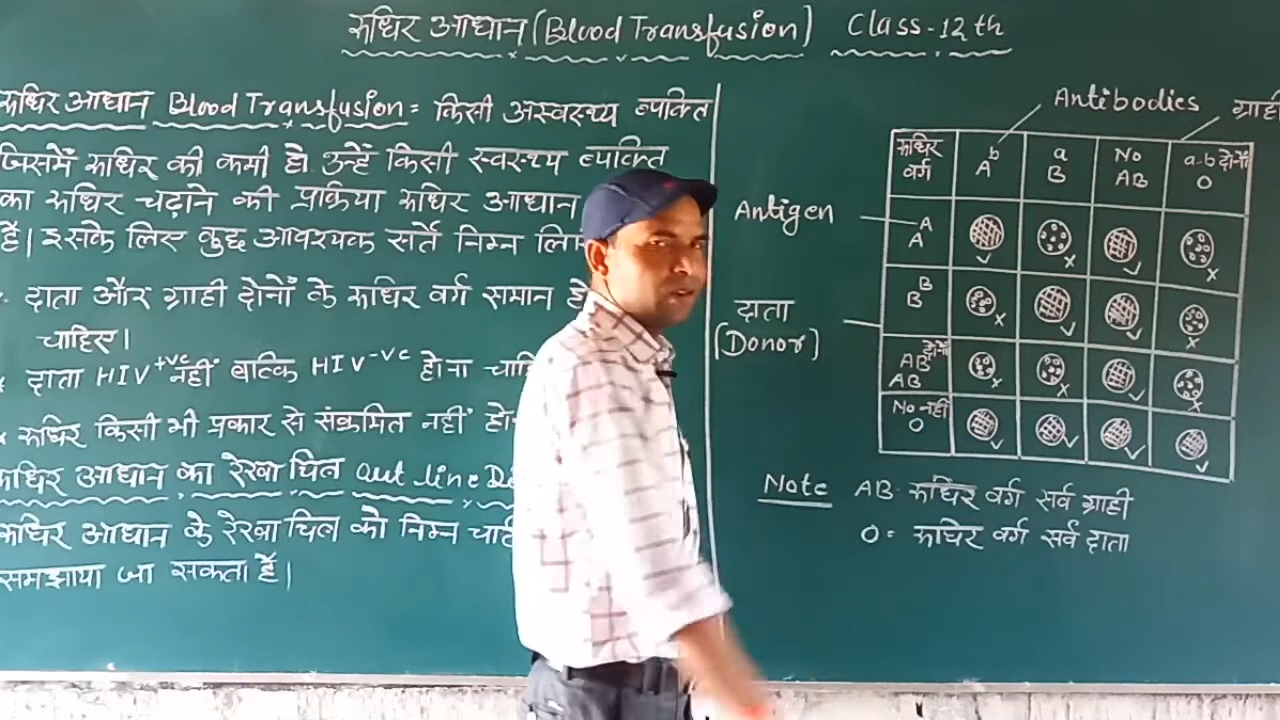 रुधिर आधान (Blood Transfusion) Class-12th
रुधिर आधान Blood Transfusion = किसी अस्वस्थ्य व्यक्ति
जिसमें रुधिर की कमी हो उन्हें किसी स्वस्थ्य व्यक्ति
का रुधिर चढ़ाने की प्रक्रिया रुधिर आधान
हैं। इसके लिए कुछ आवश्यक सर्ते निम्न
दाता और ग्राही दोनों के रुधिर वर्ग समान
चाहिए।
* दाता HIV+ve नहीं बल्कि HIV-ve होना
* रुधिर किसी भी प्रकार से संक्रमित नहीं
रुधिर आधान का रेखा चित्र out line
रुधिर आधान के रेखा चित्र को निम्न
समझाया जा सकता हैं।
Antibodies
ग्राही
रुधिर वर्ग A b B a No AB a-b दोनों O
Antigen
A A ✓ × ✓ ×
B B × ✓ ✓ ×
दाता
(Donor)
AB दोनों AB × × ✓ ×
No नहीं O ✓ ✓ ✓ ✓
Note AB- रुधिर वर्ग सर्व ग्राही
O= रुधिर वर्ग सर्व दाता